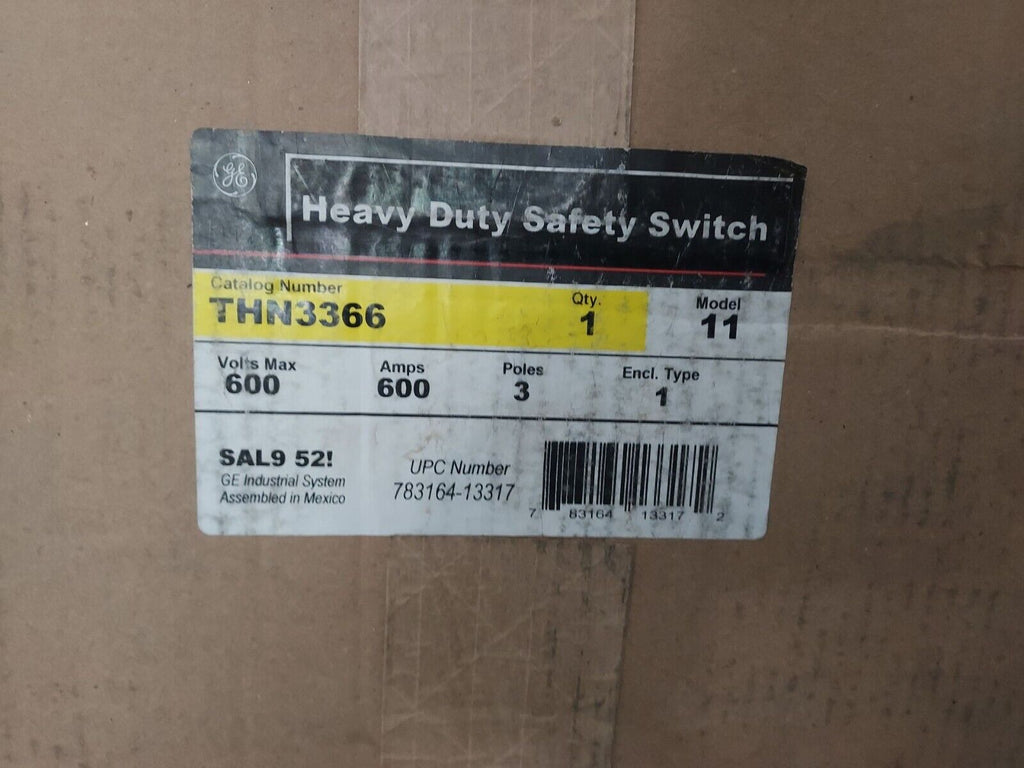 GE
Heavy Duty Safety Switch
Catalog Number
THN3366
Qty.
1
Model
11
Volts Max
600
Amps
600
Poles
3
Encl. Type
1
SAL9 52!
GE Industrial System
Assembled in Mexico
UPC Number
783164-13317
7 83164 13317 2